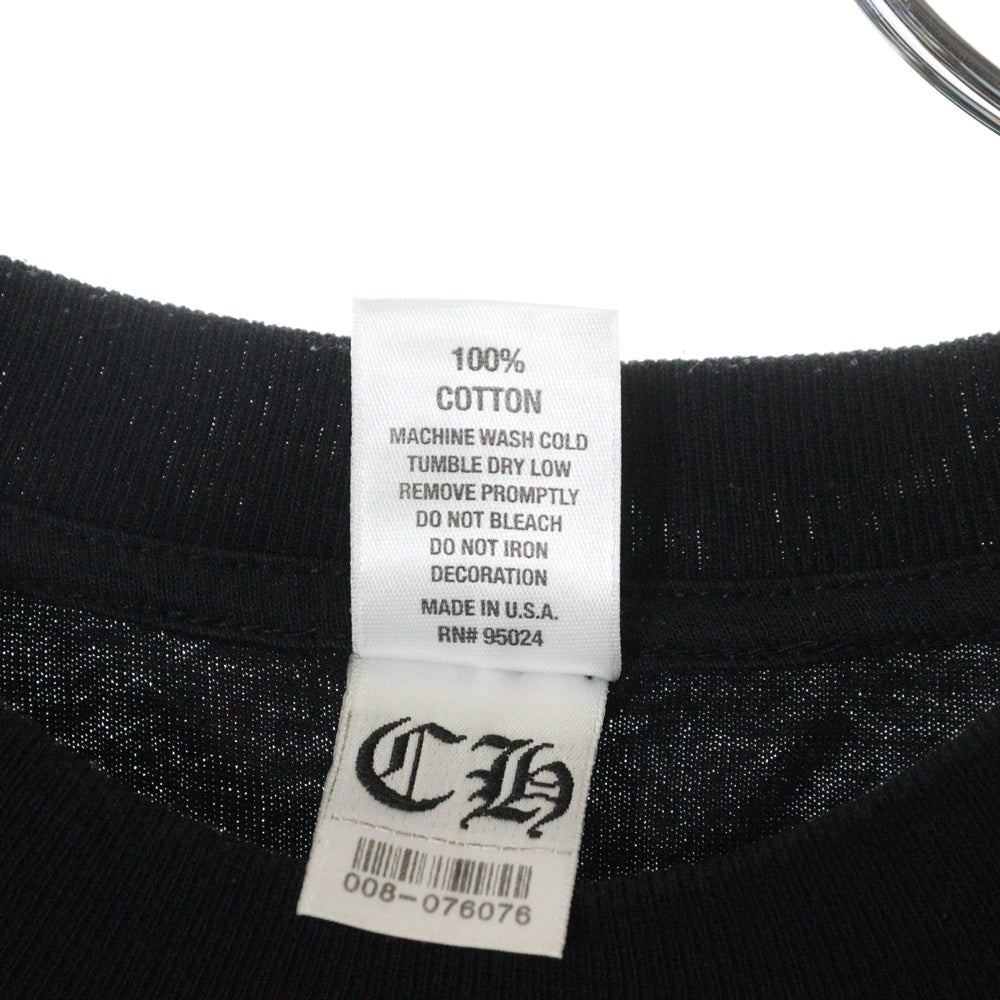 100%
COTTON
MACHINE WASH COLD
TUMBLE DRY LOW
REMOVE PROMPTLY
DO NOT BLEACH
DO NOT IRON
DECORATION
MADE IN U.S.A.
RN# 95024
CH
008-076076